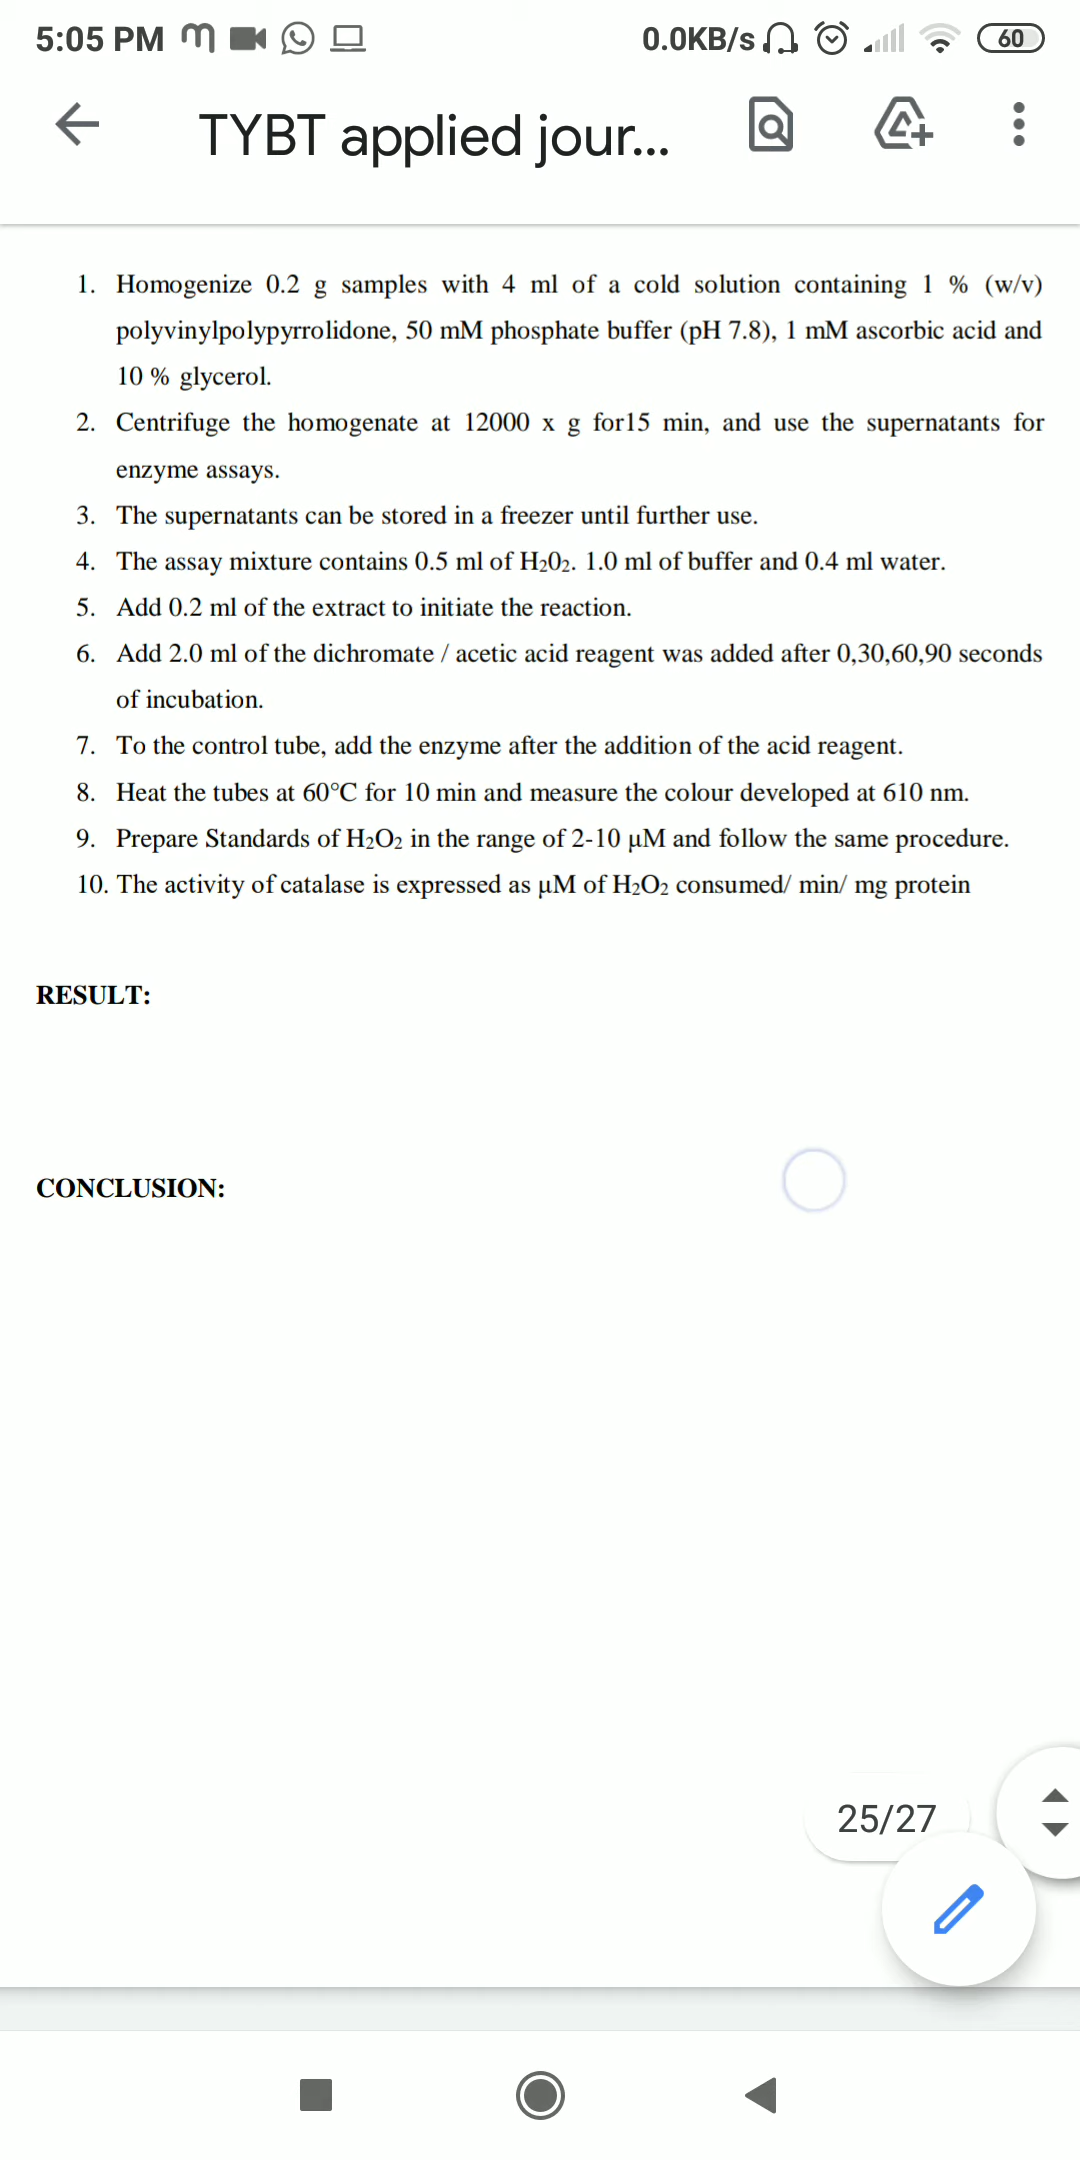 5:05 PM 0.0KB/s 60
TYBT applied jour...
1. Homogenize 0.2 g samples with 4 ml of a cold solution containing 1 % (w/v)
polyvinylpolypyrrolidone, 50 mM phosphate buffer (pH 7.8), 1 mM ascorbic acid and
10 % glycerol.
2. Centrifuge the homogenate at 12000 x g for15 min, and use the supernatants for
enzyme assays.
3. The supernatants can be stored in a freezer until further use.
4. The assay mixture contains 0.5 ml of H₂0₂. 1.0 ml of buffer and 0.4 ml water.
5. Add 0.2 ml of the extract to initiate the reaction.
6. Add 2.0 ml of the dichromate / acetic acid reagent was added after 0,30,60,90 seconds
of incubation.
7. To the control tube, add the enzyme after the addition of the acid reagent.
8. Heat the tubes at 60°C for 10 min and measure the colour developed at 610 nm.
9. Prepare Standards of H₂O₂ in the range of 2-10 µM and follow the same procedure.
10. The activity of catalase is expressed as µM of H₂O₂ consumed/ min/ mg protein
RESULT:
CONCLUSION:
25/27